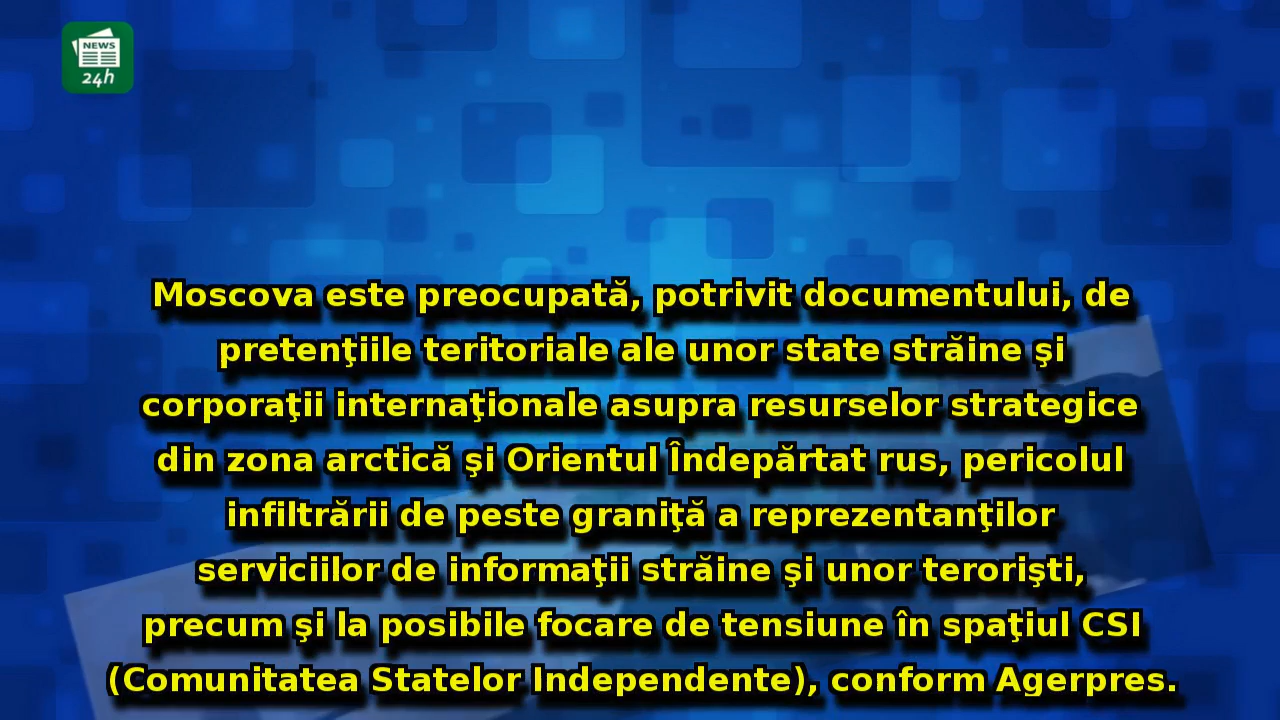 NEWS
24h
Moscova este preocupată, potrivit documentului, de
pretenţiile teritoriale ale unor state străine şi
corporaţii internaţionale asupra resurselor strategice
din zona arctică şi Orientul Îndepărtat rus, pericolul
infiltrării de peste graniţă a reprezentanţilor
serviciilor de informaţii străine şi unor terorişti,
precum şi la posibile focare de tensiune în spaţiul CSI
(Comunitatea Statelor Independente), conform Agerpres.